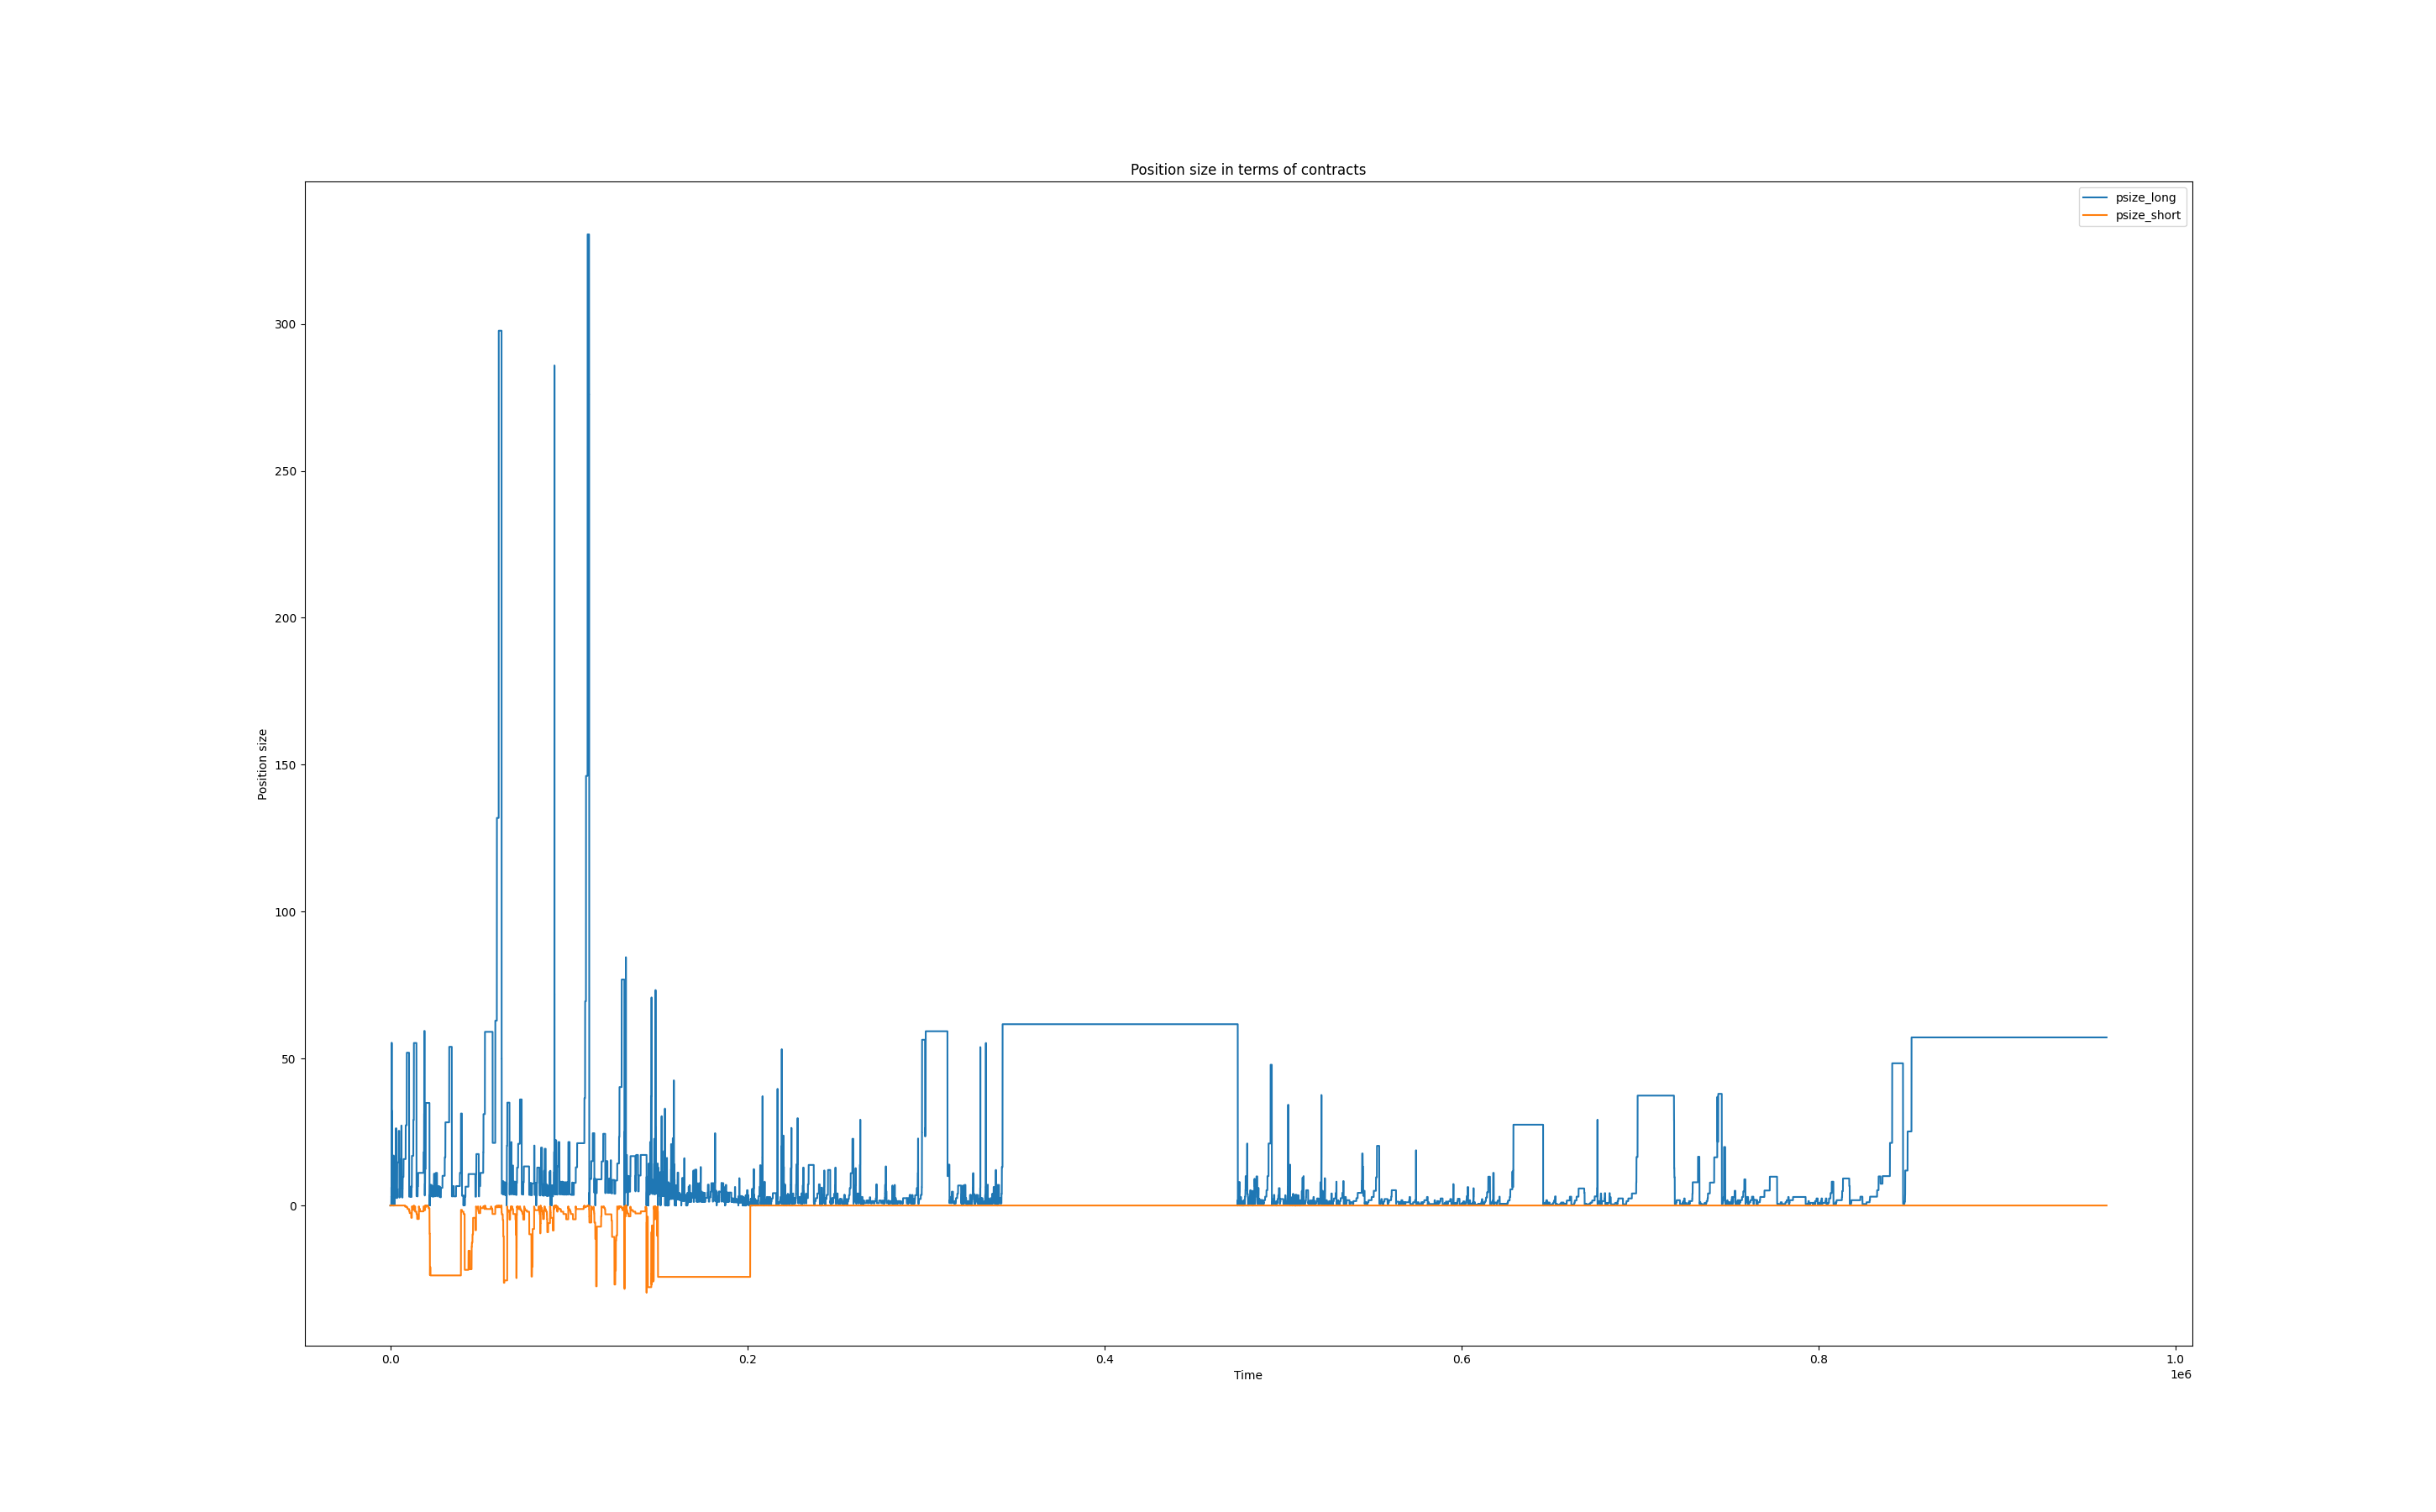 Position size in terms of contracts
psize_long
psize_short
Position size
300
250
200
150
100
50
0
0.0 0.2 0.4 0.6 0.8 1.0
Time
1e6